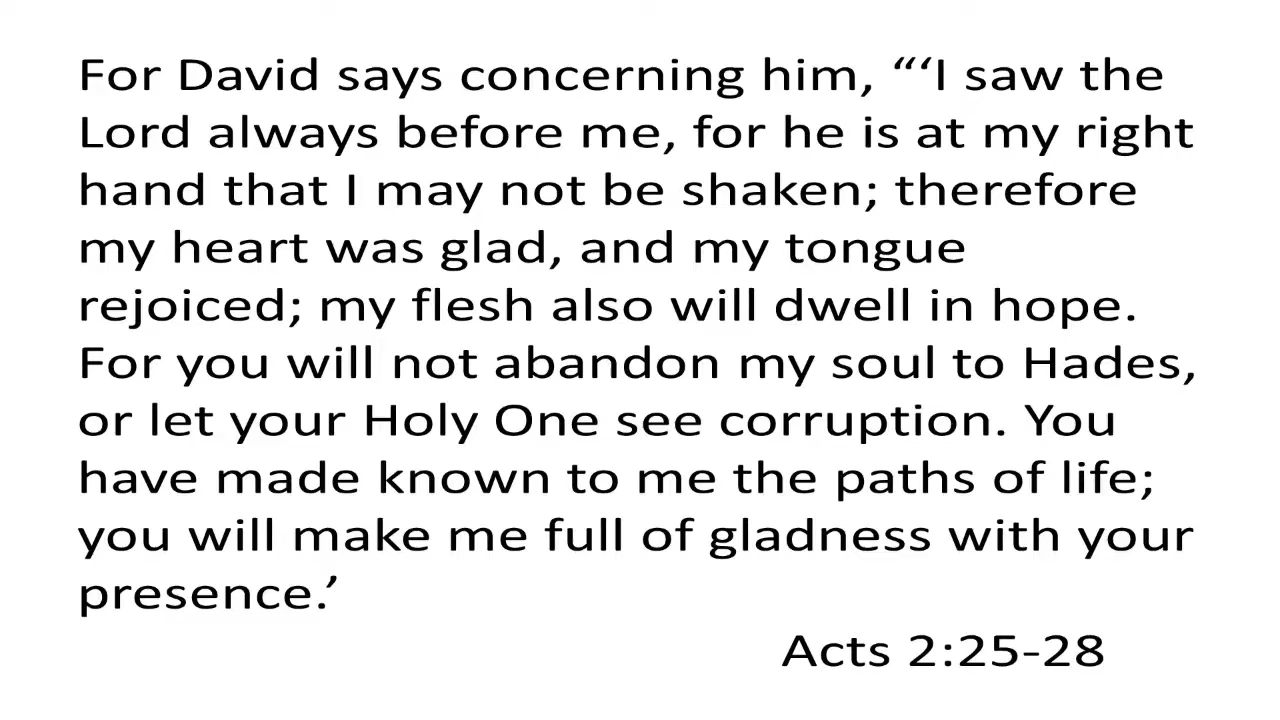 For David says concerning him, “‘I saw the
Lord always before me, for he is at my right
hand that I may not be shaken; therefore
my heart was glad, and my tongue
rejoiced; my flesh also will dwell in hope.
For you will not abandon my soul to Hades,
or let your Holy One see corruption. You
have made known to me the paths of life;
you will make me full of gladness with your
presence.’
Acts 2:25-28